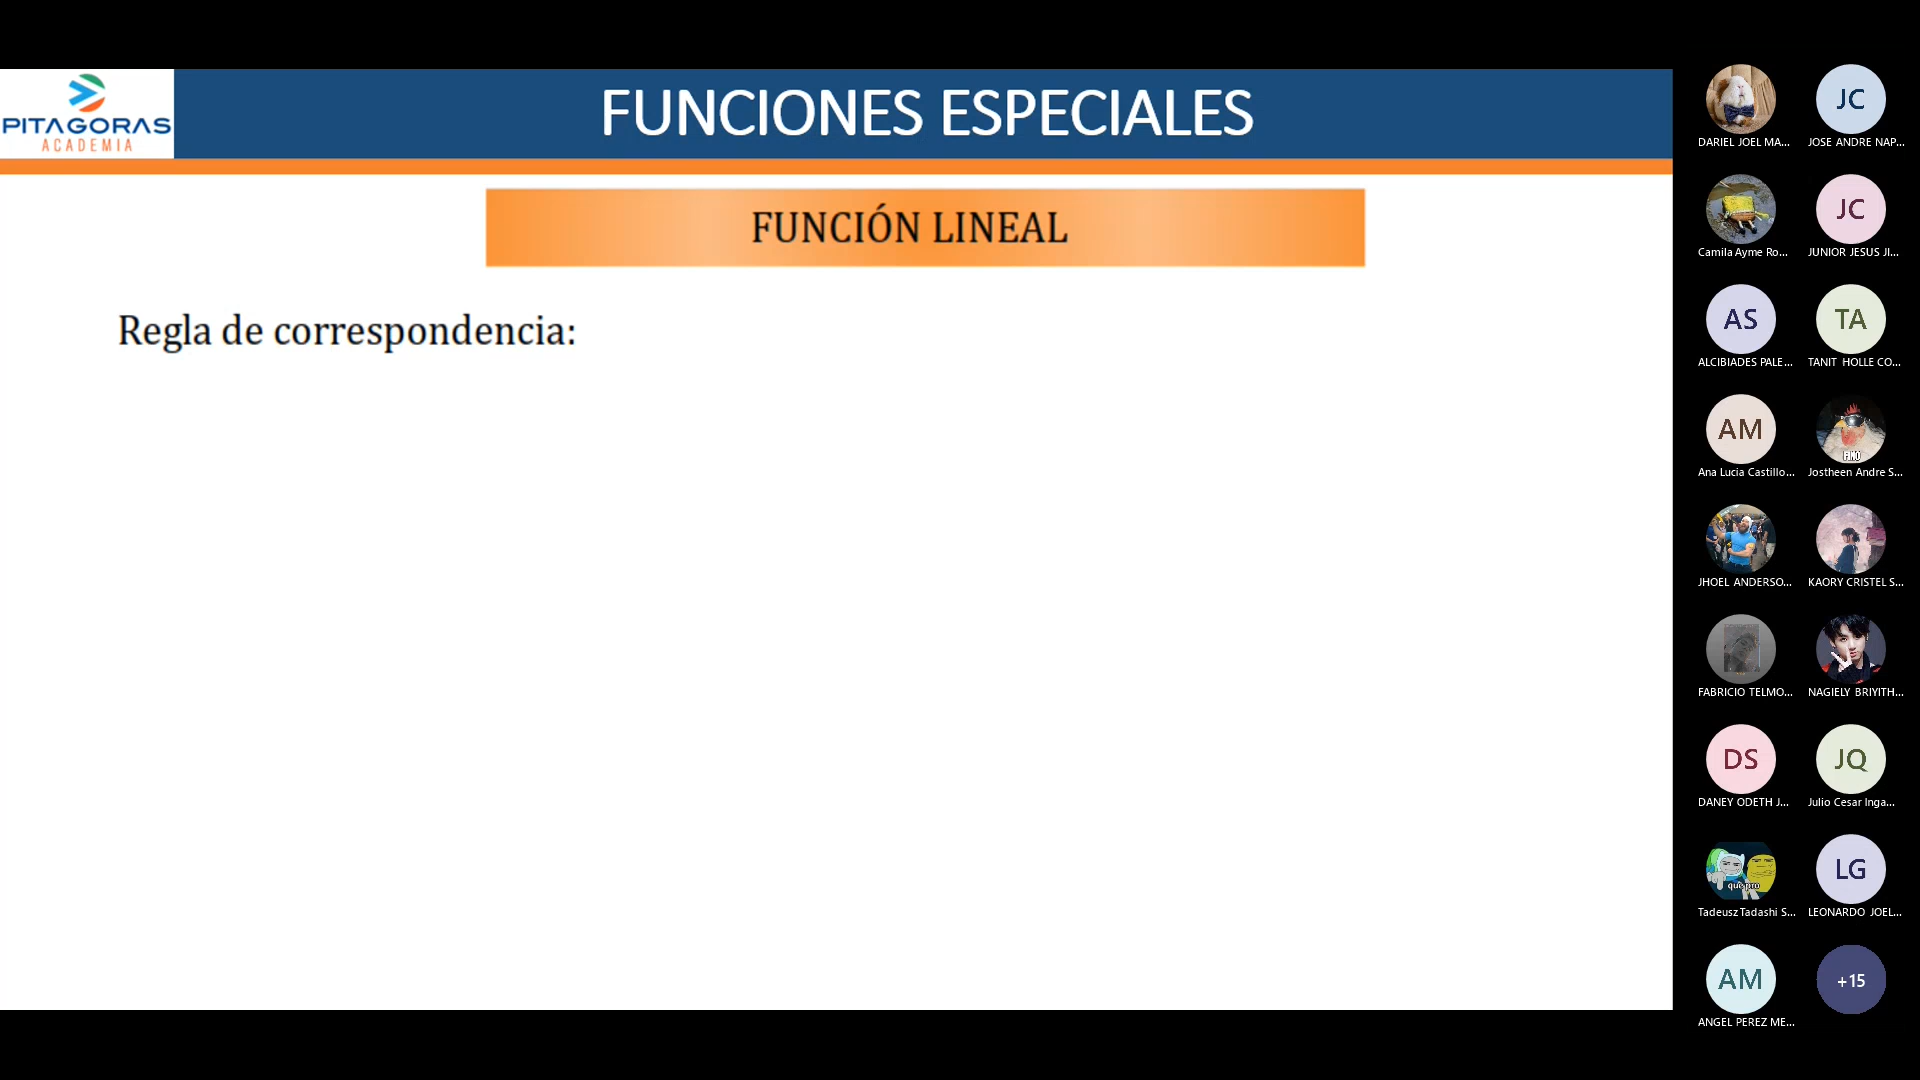 PITAGORAS
ACADEMIA
FUNCIONES ESPECIALES
FUNCIÓN LINEAL
Regla de correspondencia:
DARIEL JOEL MA...
JC
JOSE ANDRE NAP...
Camila Ayme Ro...
JC
JUNIOR JESUS JI...
AS
ALCIBIADES PALE...
TA
TANIT HOLLE CO...
AM
Ana Lucia Castillo...
FINO
Jostheen Andre S...
JHOEL ANDERSO...
KAORY CRISTEL S...
FABRICIO TELMO...
NAGIELY BRIYITH...
DS
DANEY ODETH J...
JQ
Julio Cesar Inga...
que pro
Tadeusz Tadashi S...
LG
LEONARDO JOEL...
AM
ANGEL PEREZ ME...
+15